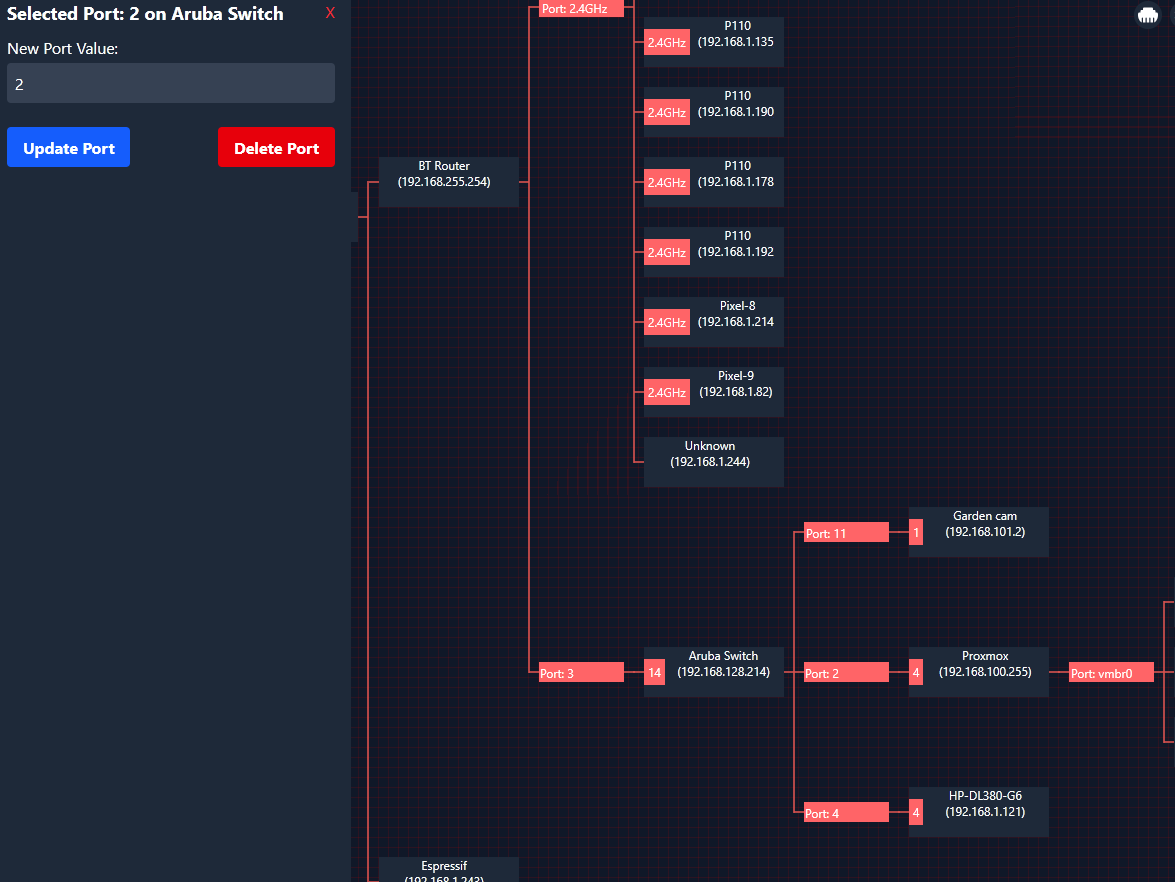 Selected Port: 2 on Aruba Switch
X
New Port Value:
2
Update Port
Delete Port
Port: 2.4GHz
2.4GHz
P110
(192.168.1.135
2.4GHz
P110
(192.168.1.190
2.4GHz
P110
(192.168.1.178
BT Router
(192.168.255.254)
2.4GHz
P110
(192.168.1.192
2.4GHz
Pixel-8
(192.168.1.214
2.4GHz
Pixel-9
(192.168.1.82)
Unknown
(192.168.1.244)
Port: 11
1
Garden cam
(192.168.101.2)
Port: 3
14
Aruba Switch
(192.168.128.214)
Port: 2
4
Proxmox
(192.168.100.255)
Port: vmbr0
Port: 4
4
HP-DL380-G6
(192.168.1.121)
Espressif
(192.168.1.243)